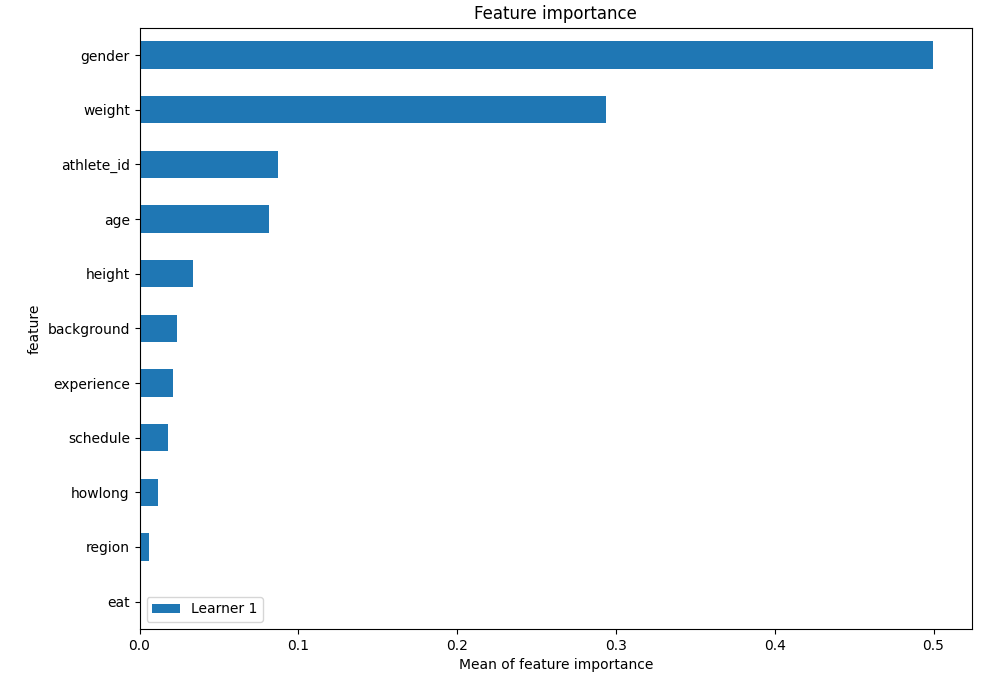 Feature importance
gender
weight
athlete_id
age
height
background
experience
schedule
howlong
region
eat
feature
Learner 1
0.0 0.1 0.2 0.3 0.4 0.5
Mean of feature importance